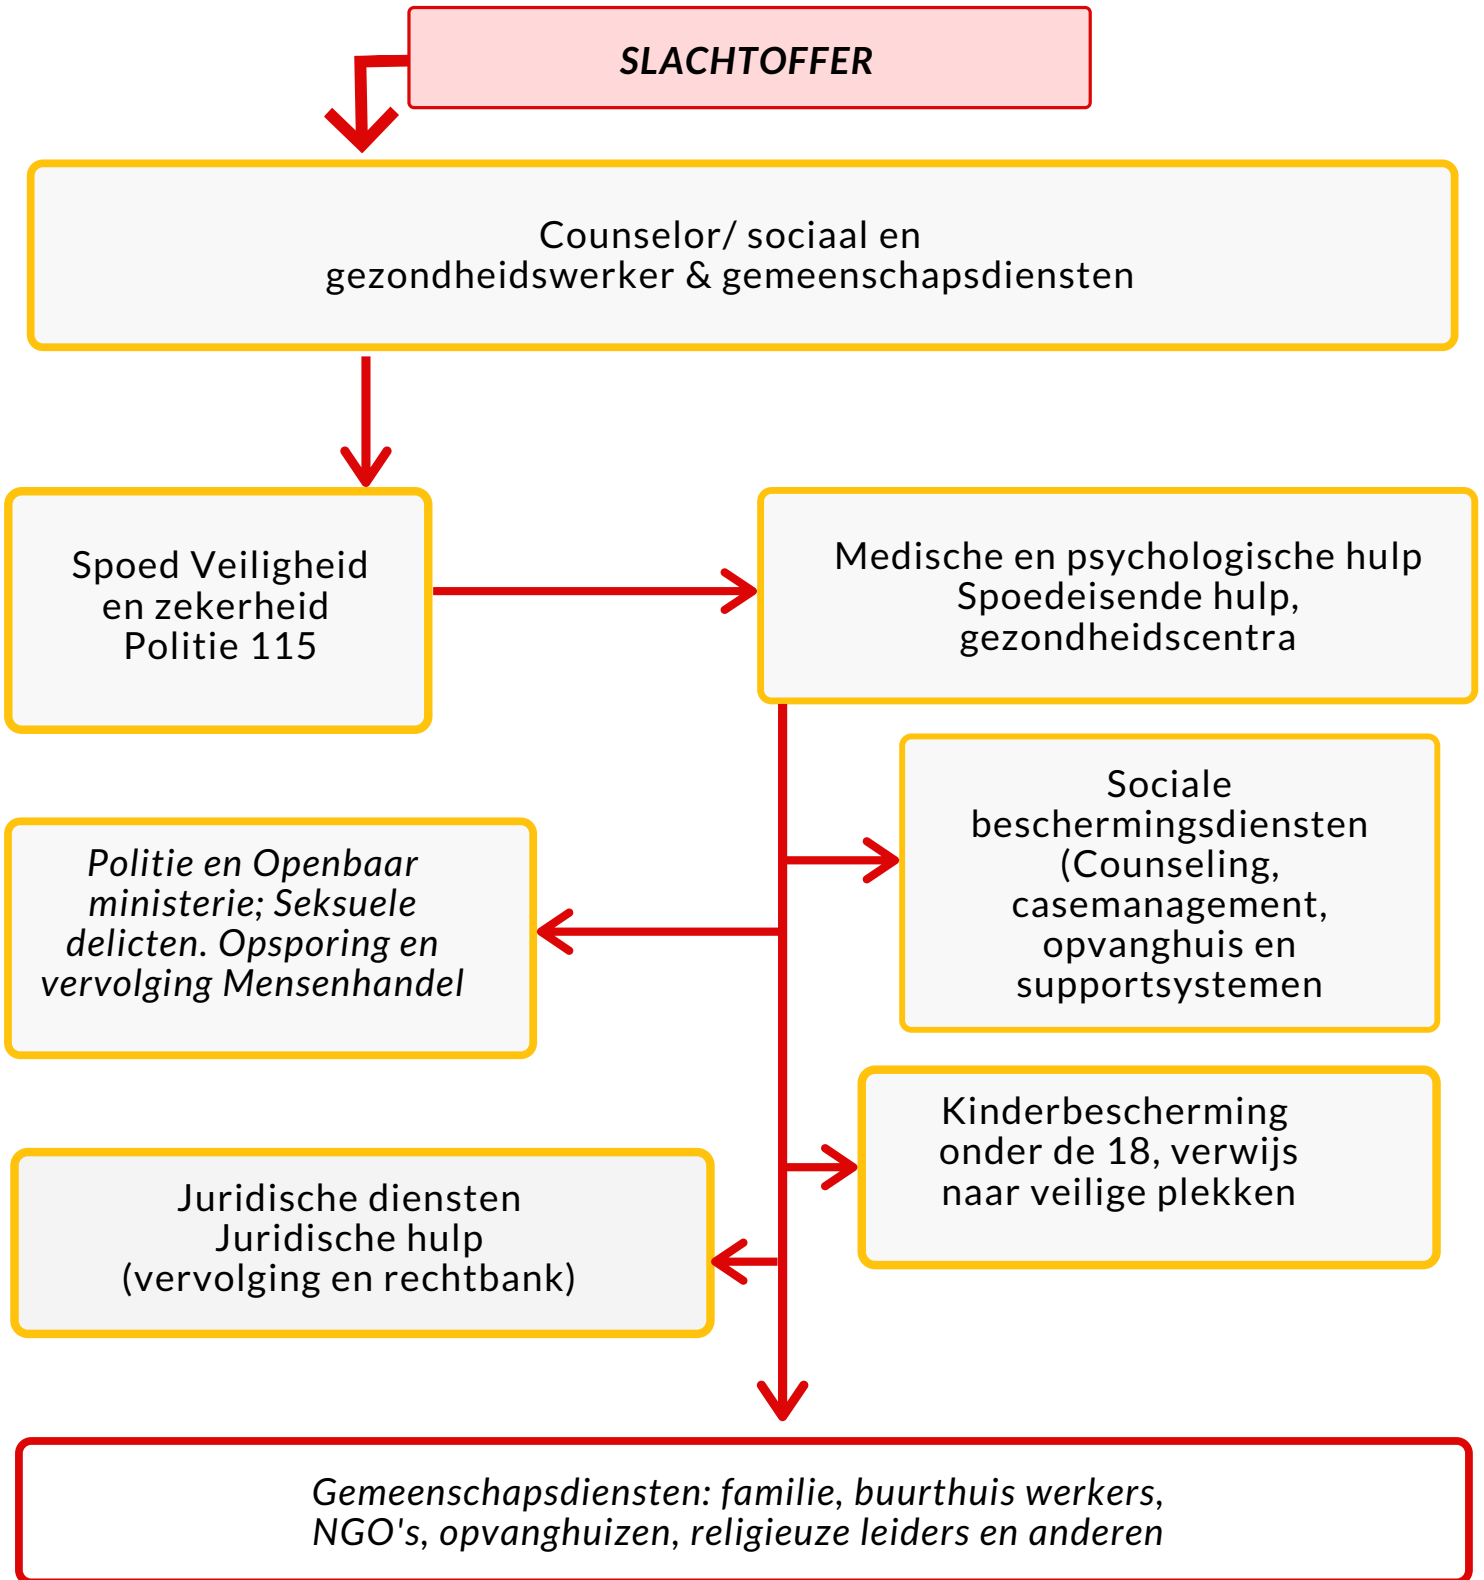 SLACHTOFFER
Counselor/ sociaal en
gezondheidswerker & gemeenschapsdiensten
Spoed Veiligheid
en zekerheid
Politie 115
Medische en psychologische hulp
Spoedeisende hulp,
gezondheidscentra
Sociale
beschermingsdiensten
(Counseling,
casemanagement,
opvanghuis en
supportsystemen
Politie en Openbaar
ministerie; Seksuele
delicten. Opsporing en
vervolging Mensenhandel
Kinderbescherming
onder de 18, verwijs
naar veilige plekken
Juridische diensten
Juridische hulp
(vervolging en rechtbank)
Gemeenschapsdiensten: familie, buurthuis werkers,
NGO's, opvanghuizen, religieuze leiders en anderen